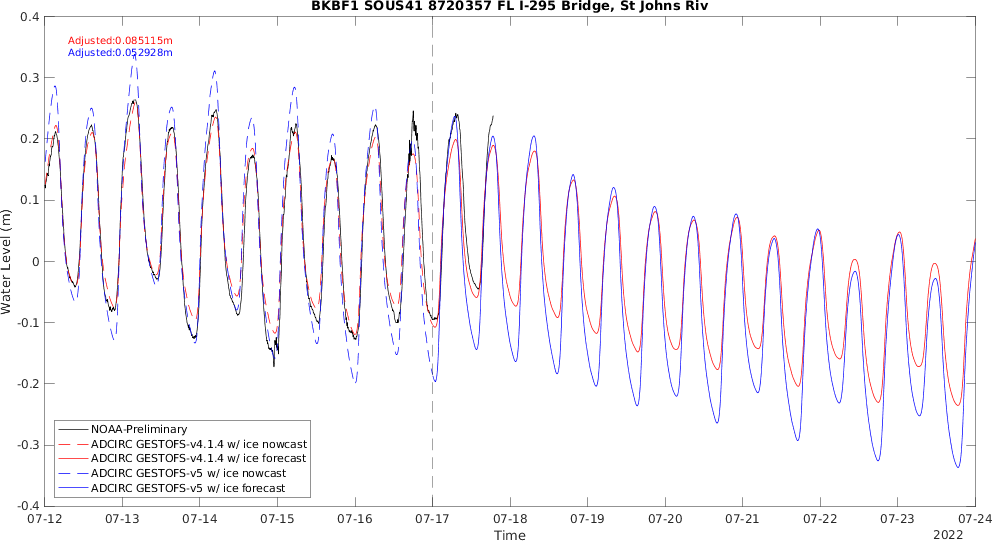 BKBF1 SOUS41 8720357 FL I-295 Bridge, St Johns Riv
Adjusted:0.085115m
Adjusted:0.052928m
0.4
0.3
0.2
0.1
0
-0.1
-0.2
-0.3
-0.4
Water Level (m)
NOAA-Preliminary
ADCIRC GESTOFS-v4.1.4 w/ ice nowcast
ADCIRC GESTOFS-v4.1.4 w/ ice forecast
ADCIRC GESTOFS-v5 w/ ice nowcast
ADCIRC GESTOFS-v5 w/ ice forecast
07-12 07-13 07-14 07-15 07-16 07-17 07-18 07-19 07-20 07-21 07-22 07-23 07-24
Time
2022